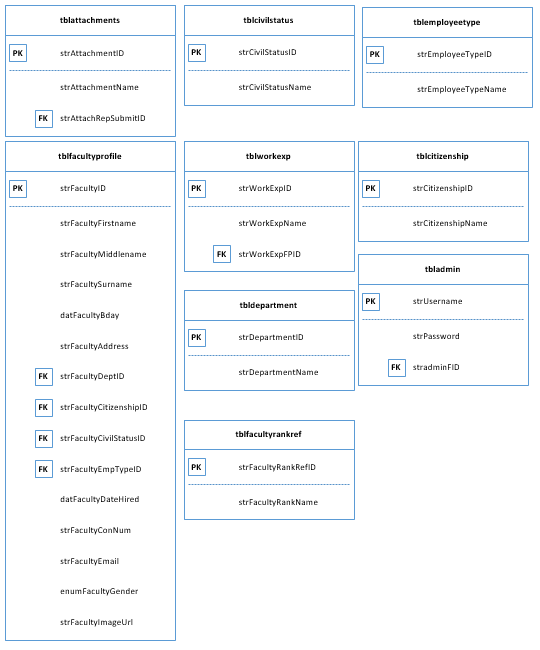 tblattachments
PK strAttachmentID
strAttachmentName
FK strAttachRepSubmitID
tblcivilstatus
PK strCivilStatusID
strCivilStatusName
tblemployeetype
PK strEmployeeTypeID
strEmployeeTypeName
tblfacultyprofile
PK strFacultyID
strFacultyFirstname
strFacultyMiddlename
strFacultySurname
datFacultyBday
strFacultyAddress
FK strFacultyDeptID
FK strFacultyCitizenshipID
FK strFacultyCivilStatusID
FK strFacultyEmpTypeID
datFacultyDateHired
strFacultyConNum
strFacultyEmail
enumFacultyGender
strFacultyImageUrl
tblworkexp
PK strWorkExpID
strWorkExpName
FK strWorkExpFPID
tblcitizenship
PK strCitizenshipID
strCitizenshipName
tbladmin
PK strUsername
strPassword
FK stradminFID
tbldepartment
PK strDepartmentID
strDepartmentName
tblfacultyrankref
PK strFacultyRankRefID
strFacultyRankName